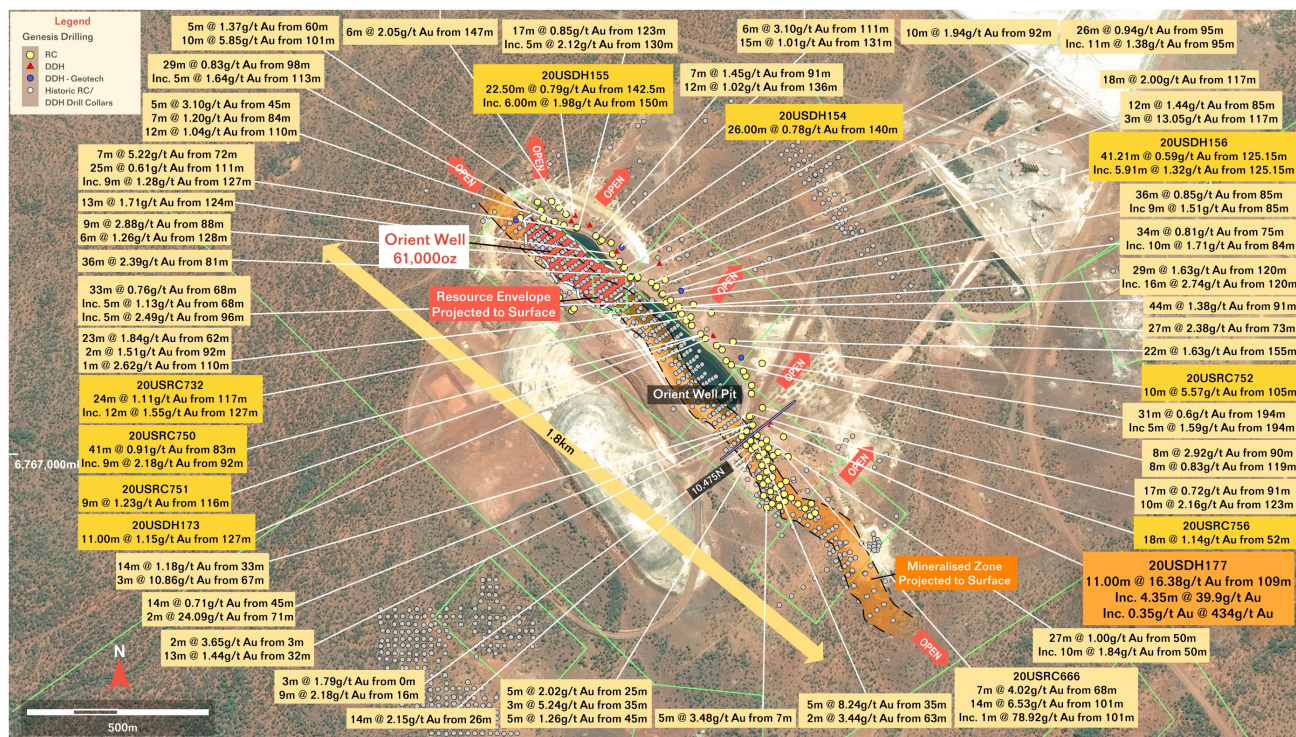 Legend
Genesis Drilling
RC
DDH
DDH - Geotech
Historic RC/
DDH Drill Collars
5m @ 1.37g/t Au from 60m
10m @ 5.85g/t Au from 101m
6m @ 2.05g/t Au from 147m
17m @ 0.85g/t Au from 123m
Inc. 5m @ 2.12g/t Au from 130m
6m @ 3.10g/t Au from 111m
15m @ 1.01g/t Au from 131m
10m @ 1.94g/t Au from 92m
26m @ 0.94g/t Au from 95m
Inc. 11m @ 1.38g/t Au from 95m
29m @ 0.83g/t Au from 98m
Inc. 5m @ 1.64g/t Au from 113m
20USDH155
22.50m @ 0.79g/t Au from 142.5m
Inc. 6.00m @ 1.98g/t Au from 150m
7m @ 1.45g/t Au from 91m
12m @ 1.02g/t Au from 136m
20USDH154
26.00m @ 0.78g/t Au from 140m
18m @ 2.00g/t Au from 117m
12m @ 1.44g/t Au from 85m
3m @ 13.05g/t Au from 117m
20USDH156
41.21m @ 0.59g/t Au from 125.15m
Inc. 5.91m @ 1.32g/t Au from 125.15m
36m @ 0.85g/t Au from 85m
Inc 9m @ 1.51g/t Au from 85m
34m @ 0.81g/t Au from 75m
Inc. 10m @ 1.71g/t Au from 84m
29m @ 1.63g/t Au from 120m
Inc. 16m @ 2.74g/t Au from 120m
44m @ 1.38g/t Au from 91m
27m @ 2.38g/t Au from 73m
22m @ 1.63g/t Au from 155m
20USRC752
10m @ 5.57g/t Au from 105m
31m @ 0.6g/t Au from 194m
Inc 5m @ 1.59g/t Au from 194m
8m @ 2.92g/t Au from 90m
8m @ 0.83g/t Au from 119m
17m @ 0.72g/t Au from 91m
10m @ 2.16g/t Au from 123m
20USRC756
18m @ 1.14g/t Au from 52m
20USDH177
11.00m @ 16.38g/t Au from 109m
Inc. 4.35m @ 39.9g/t Au
Inc. 0.35g/t Au @ 434g/t Au
27m @ 1.00g/t Au from 50m
Inc. 10m @ 1.84g/t Au from 50m
20USRC666
7m @ 4.02g/t Au from 68m
14m @ 6.53g/t Au from 101m
Inc. 1m @ 78.92g/t Au from 101m
5m @ 8.24g/t Au from 35m
2m @ 3.44g/t Au from 63m
5m @ 3.48g/t Au from 7m
5m @ 2.02g/t Au from 25m
3m @ 5.24g/t Au from 35m
5m @ 1.26g/t Au from 45m
14m @ 2.15g/t Au from 26m
3m @ 1.79g/t Au from 0m
9m @ 2.18g/t Au from 16m
2m @ 3.65g/t Au from 3m
13m @ 1.44g/t Au from 32m
14m @ 0.71g/t Au from 45m
2m @ 24.09g/t Au from 71m
14m @ 1.18g/t Au from 33m
3m @ 10.86g/t Au from 67m
20USDH173
11.00m @ 1.15g/t Au from 127m
20USRC751
9m @ 1.23g/t Au from 116m
20USRC750
41m @ 0.91g/t Au from 83m
Inc. 9m @ 2.18g/t Au from 92m
20USRC732
24m @ 1.11g/t Au from 117m
Inc. 12m @ 1.55g/t Au from 127m
23m @ 1.84g/t Au from 62m
2m @ 1.51g/t Au from 92m
1m @ 2.62g/t Au from 110m
33m @ 0.76g/t Au from 68m
Inc. 5m @ 1.13g/t Au from 68m
Inc. 5m @ 2.49g/t Au from 96m
36m @ 2.39g/t Au from 81m
9m @ 2.88g/t Au from 88m
6m @ 1.26g/t Au from 128m
13m @ 1.71g/t Au from 124m
7m @ 5.22g/t Au from 72m
25m @ 0.61g/t Au from 111m
Inc. 9m @ 1.28g/t Au from 127m
5m @ 3.10g/t Au from 45m
7m @ 1.20g/t Au from 84m
12m @ 1.04g/t Au from 110m
OPEN
OPEN
OPEN
OPEN
OPEN
OPEN
OPEN
Orient Well
61,000oz
Resource Envelope
Projected to Surface
Orient Well Pit
1.8km
10.475N
Mineralised Zone
Projected to Surface
6,767,000m
N
500m